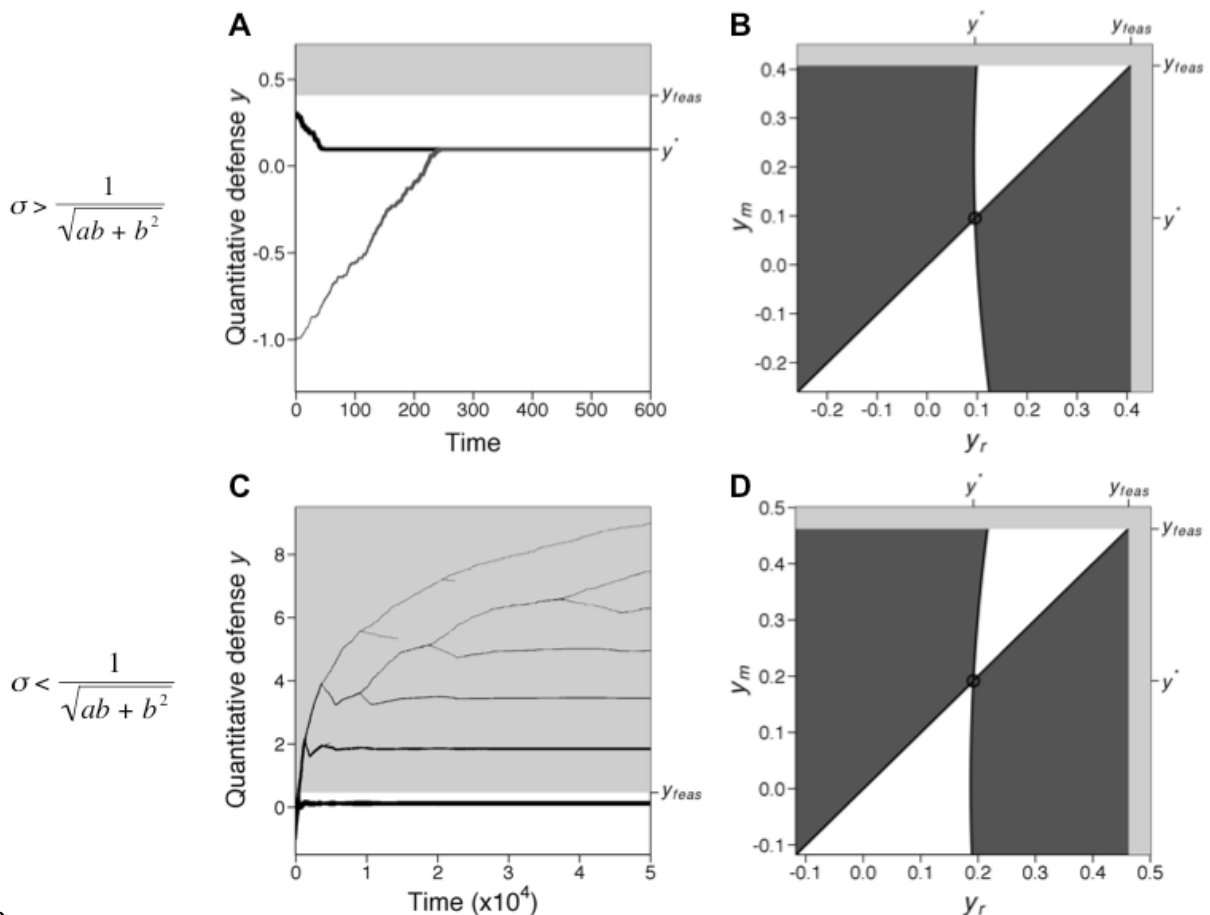 A
Quantitative defense y
0.5
0.0
-0.5
-1.0
y_feas
y*
0 100 200 300 400 500 600
Time
σ > 1 / √(ab + b²)
B
y* y_feas
0.4
0.3
0.2
0.1
0.0
-0.1
-0.2
y_m
y_feas
y*
-0.2 -0.1 0.0 0.1 0.2 0.3 0.4
y_r
C
Quantitative defense y
8
6
4
2
0
y_feas
0 1 2 3 4 5
Time (x10⁴)
σ < 1 / √(ab + b²)
D
y* y_feas
0.5
0.4
0.3
0.2
0.1
0.0
-0.1
y_m
y_feas
y*
-0.1 0.0 0.1 0.2 0.3 0.4 0.5
y_r